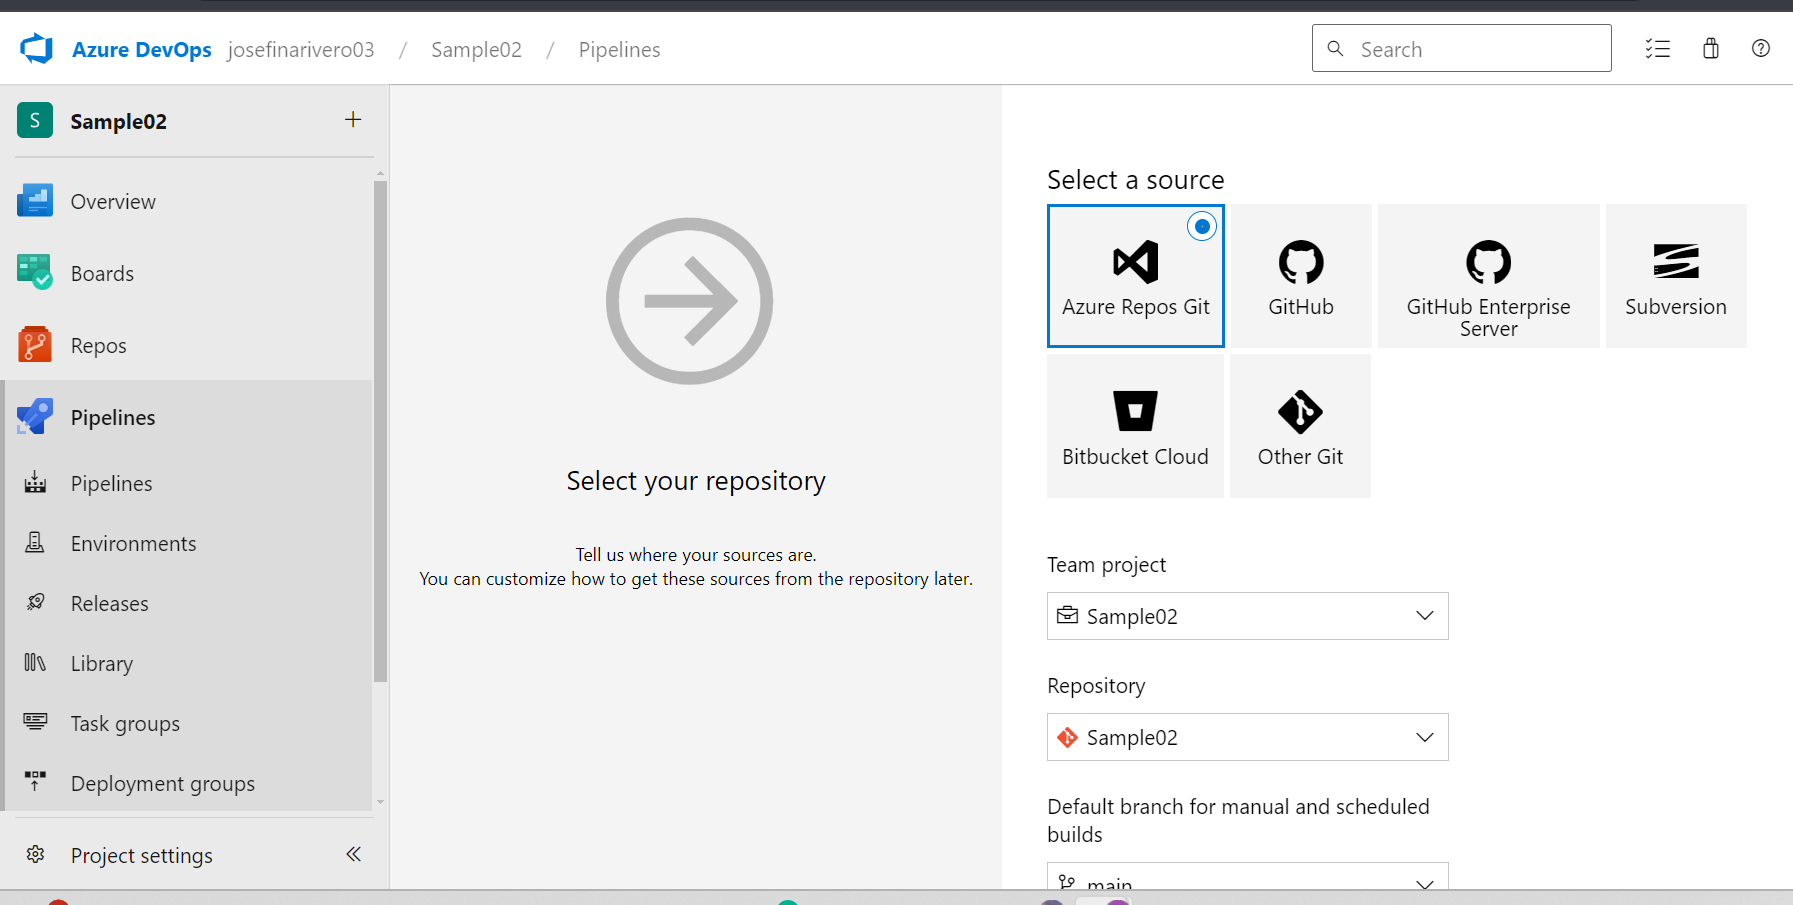 Azure DevOps josefinarivero03 / Sample02 / Pipelines
Search
S Sample02
Overview
Boards
Repos
Pipelines
Pipelines
Environments
Releases
Library
Task groups
Deployment groups
Project settings
Select your repository
Tell us where your sources are.
You can customize how to get these sources from the repository later.
Select a source
Azure Repos Git
GitHub
GitHub Enterprise
Server
Subversion
Bitbucket Cloud
Other Git
Team project
Sample02
Repository
Sample02
Default branch for manual and scheduled
builds
main